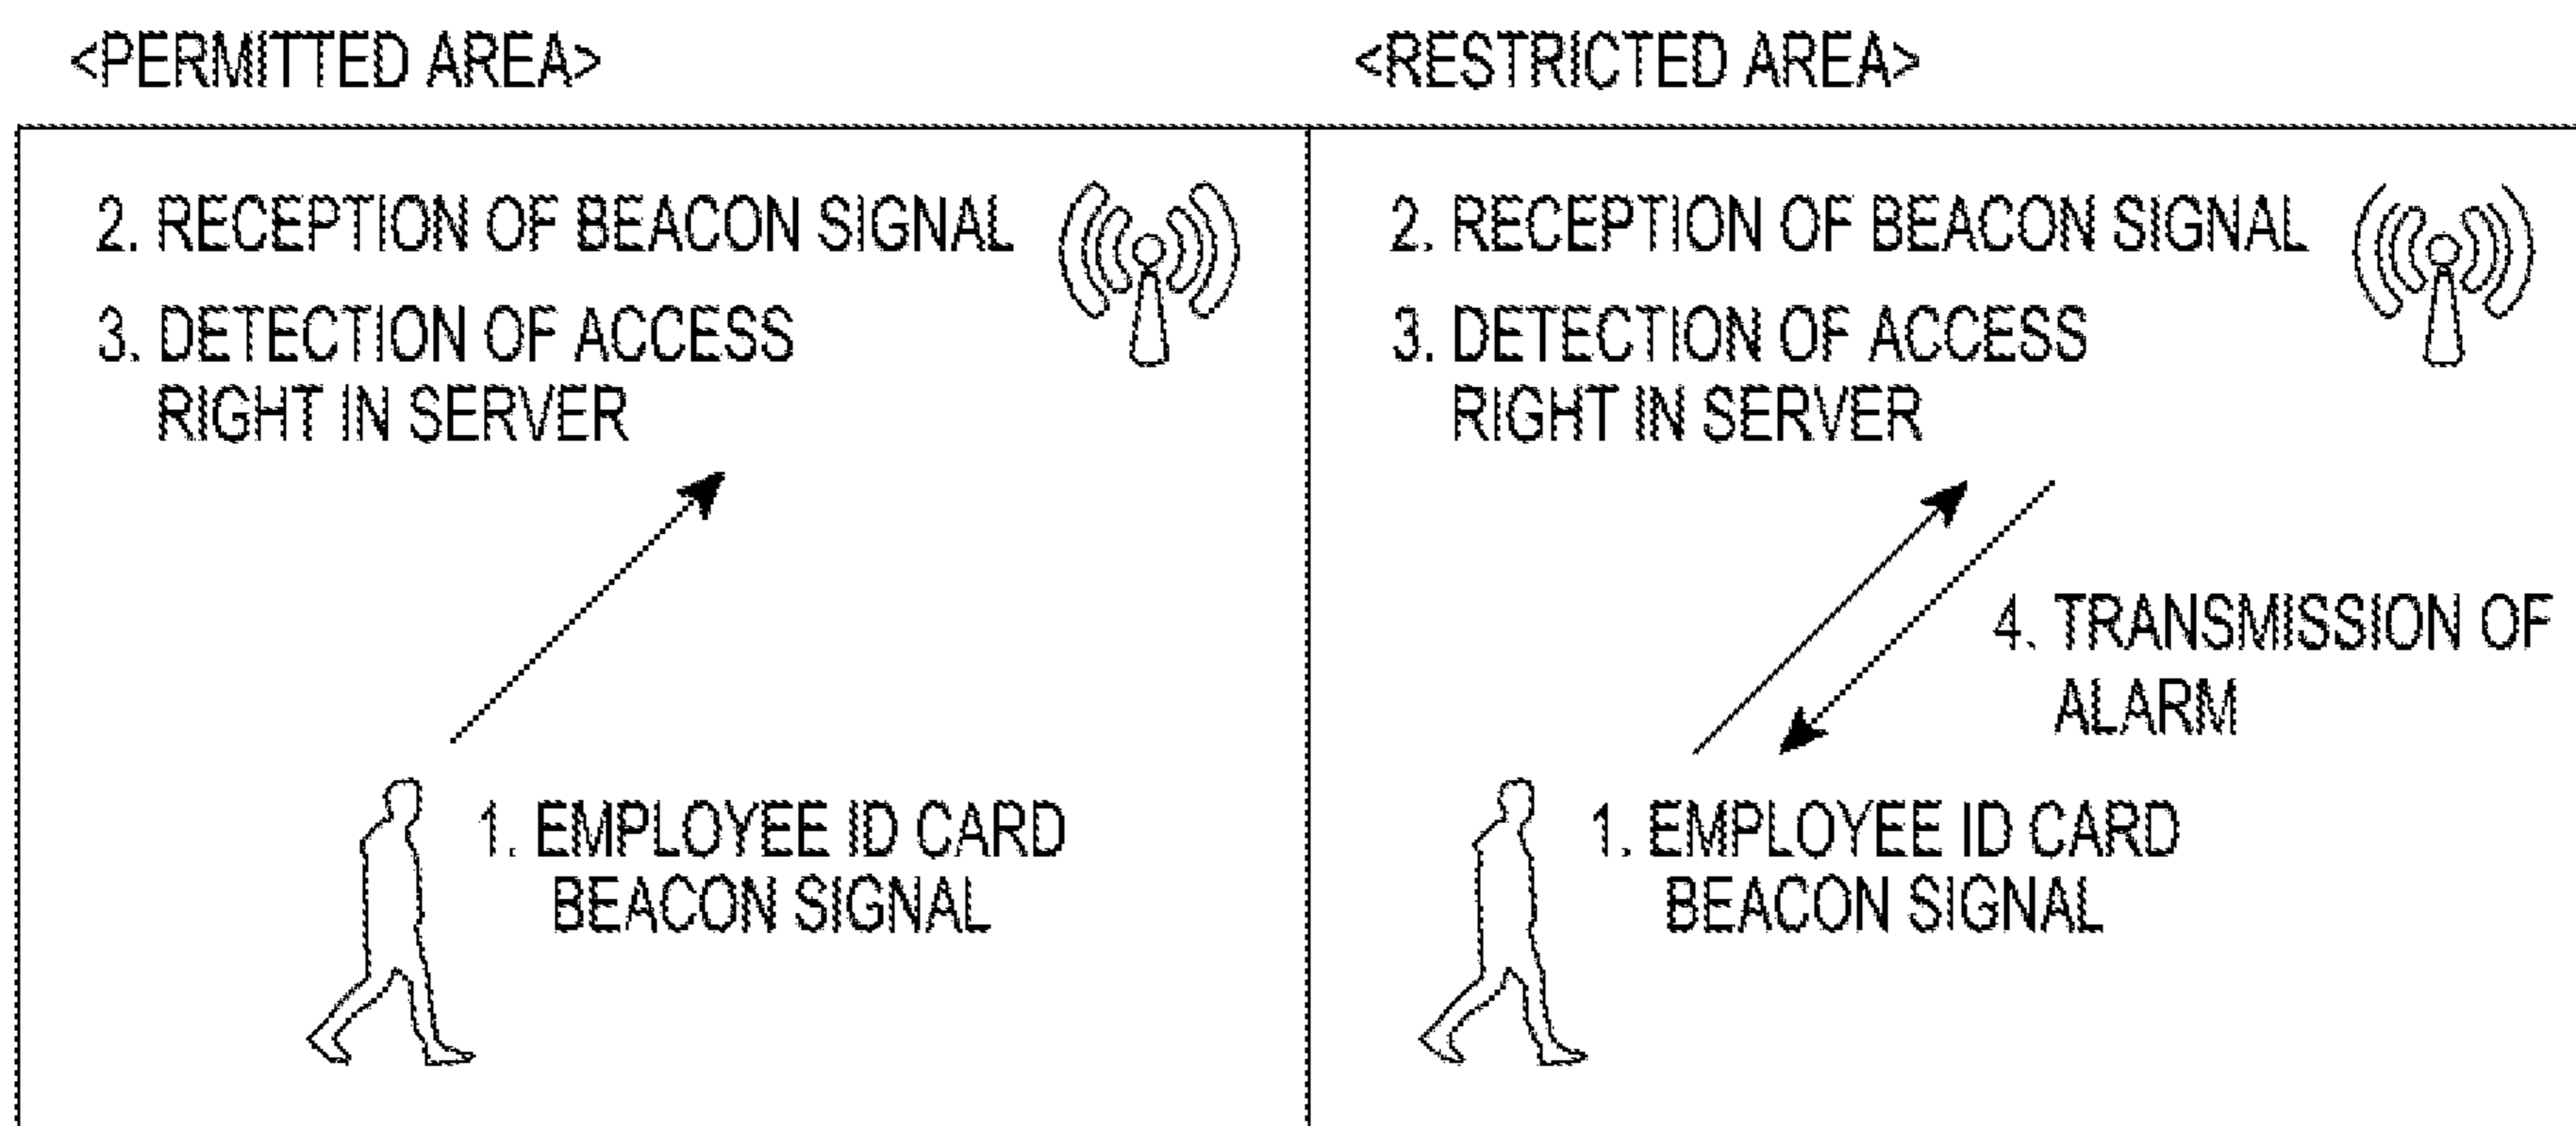 <PERMITTED AREA>
2. RECEPTION OF BEACON SIGNAL
3. DETECTION OF ACCESS
RIGHT IN SERVER
1. EMPLOYEE ID CARD
BEACON SIGNAL
<RESTRICTED AREA>
2. RECEPTION OF BEACON SIGNAL
3. DETECTION OF ACCESS
RIGHT IN SERVER
4. TRANSMISSION OF
ALARM
1. EMPLOYEE ID CARD
BEACON SIGNAL